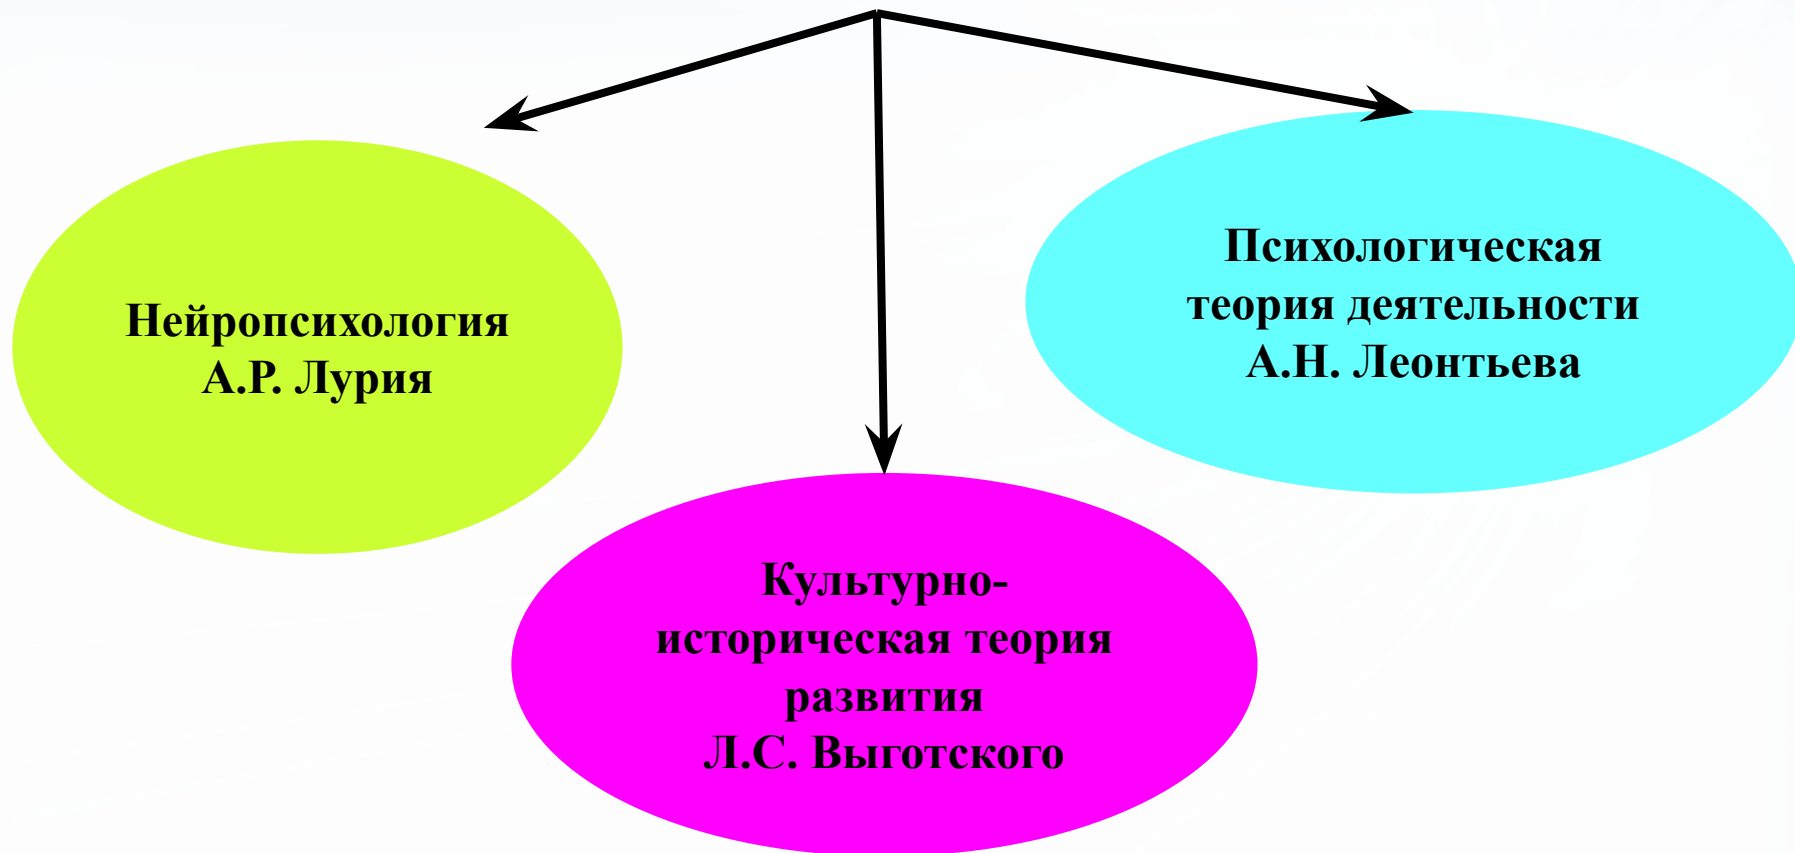 Нейропсихология
А.Р. Лурия
Психологическая
теория деятельности
А.Н. Леонтьева
Культурно-
историческая теория
развития
Л.С. Выготского